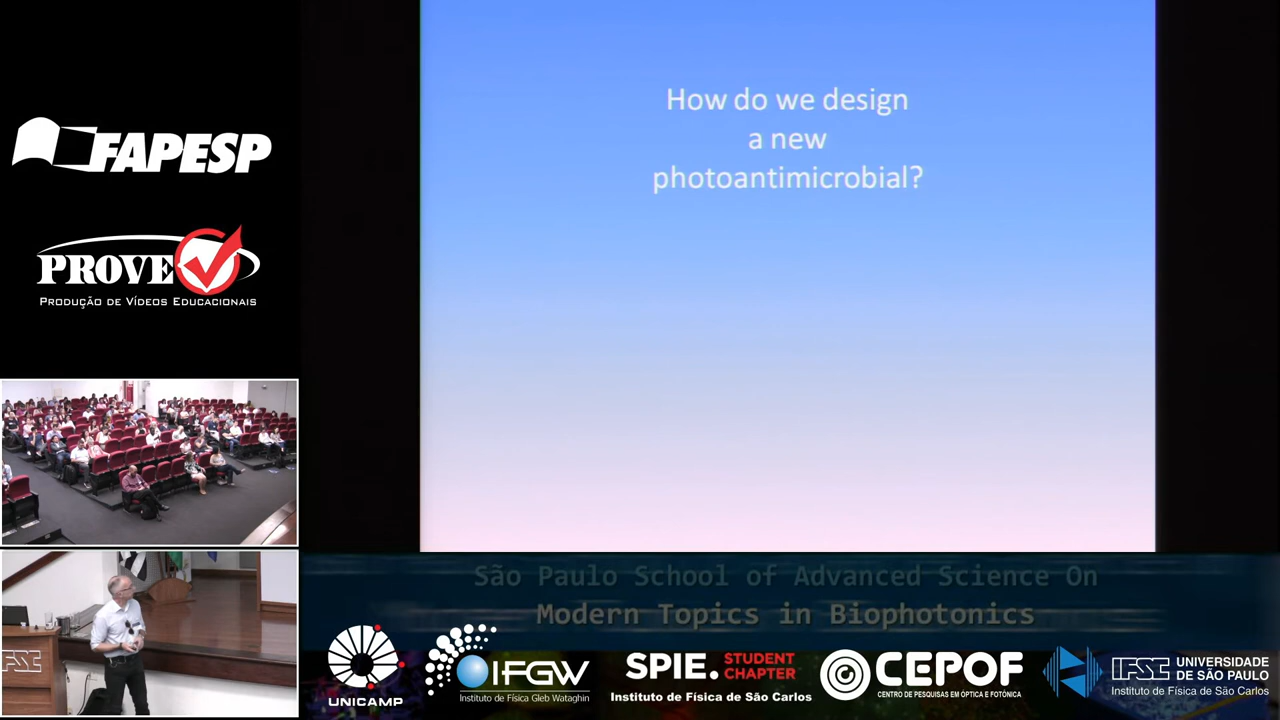 How do we design
a new
photoantimicrobial?
FAPESP
PROVE
PRODUÇÃO DE VÍDEOS EDUCACIONAIS
IFSC
São Paulo School of Advanced Science On
Modern Topics in Biophotonics
UNICAMP
IFGW
Instituto de Física Gleb Wataghin
SPIE. STUDENT
CHAPTER
Instituto de Física de São Carlos
CEPOF
CENTRO DE PESQUISAS EM ÓPTICA E FOTÔNICA
IFSC
UNIVERSIDADE
DE SÃO PAULO
Instituto de Física de São Carlos